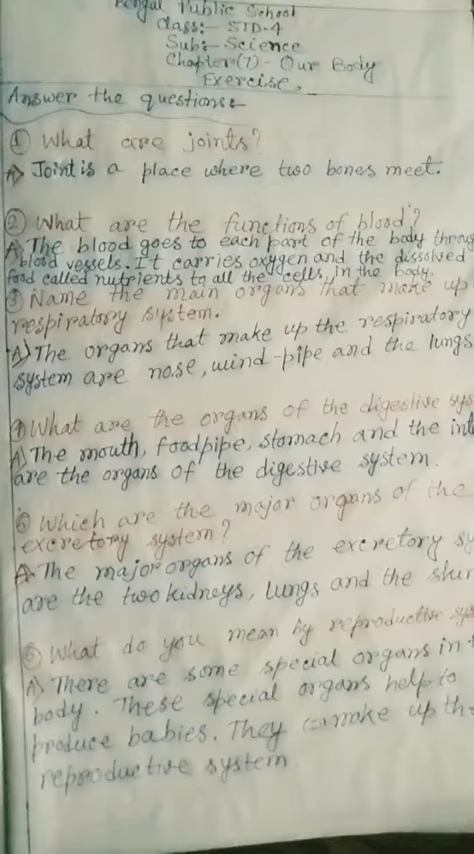 Bengal Public School
Class:- STD-4
Sub:- Science
Chapter(7)- Our Body
Exercise.
Answer the questions:-
① What are joints?
A) Joint is a place where two bones meet.
② What are the functions of blood?
A) The blood goes to each part of the body throug
blood vessels. It carries oxygen and the dissolved
food called nutrients to all the cells in the body.
③ Name the main organs that make up
respiratory system.
A) The organs that make up the respiratory
system are nose, wind-pipe and the lungs
④ What are the organs of the digestive sys
A) The mouth, foodpipe, stomach and the int
are the organs of the digestive system.
⑤ Which are the major organs of the
excretory system?
A) The major organs of the excretory sy
are the two kidneys, lungs and the skin
⑥ What do you mean by reproductive sys
A) There are some special organs in t
body. These special organs help to
produce babies. They make up the
reproductive system.